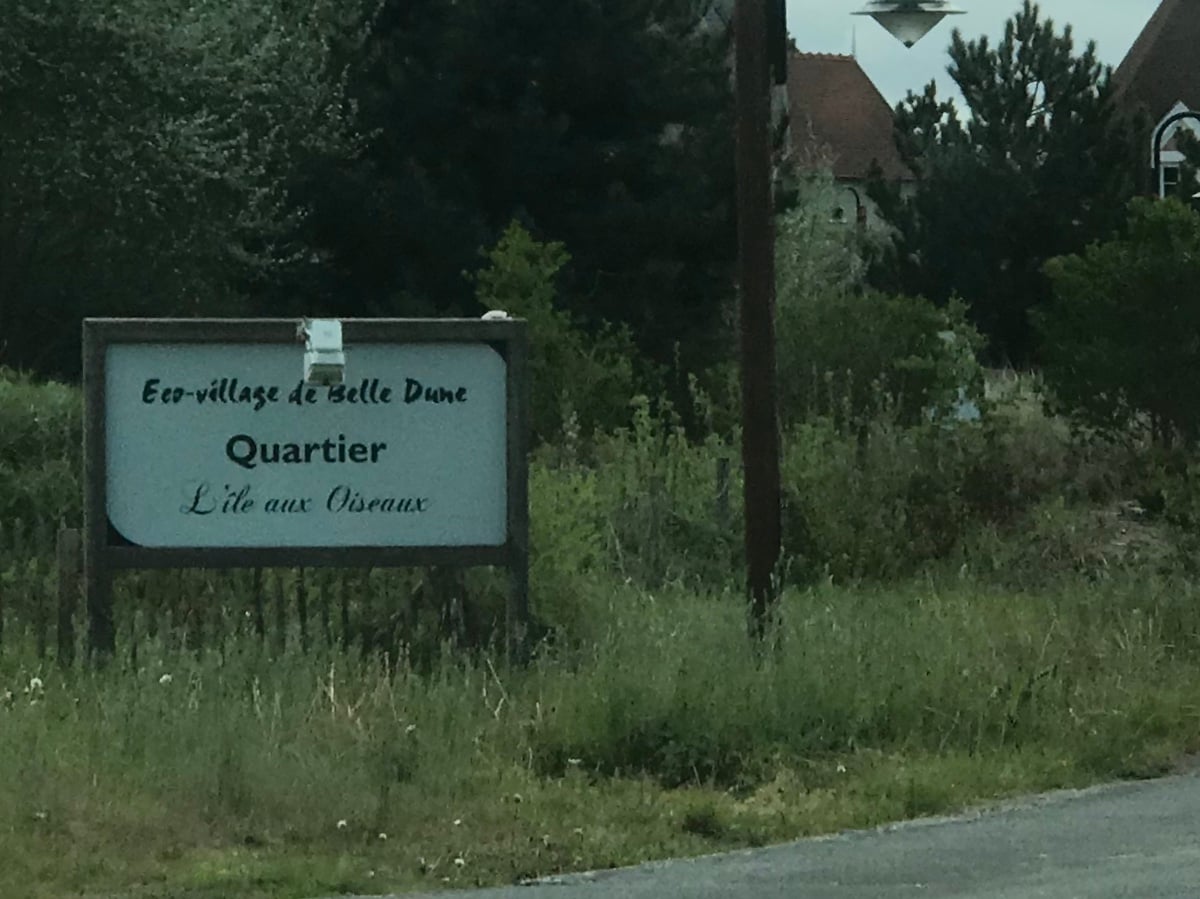 Eco-village de Belle Dune
Quartier
L'île aux Oiseaux